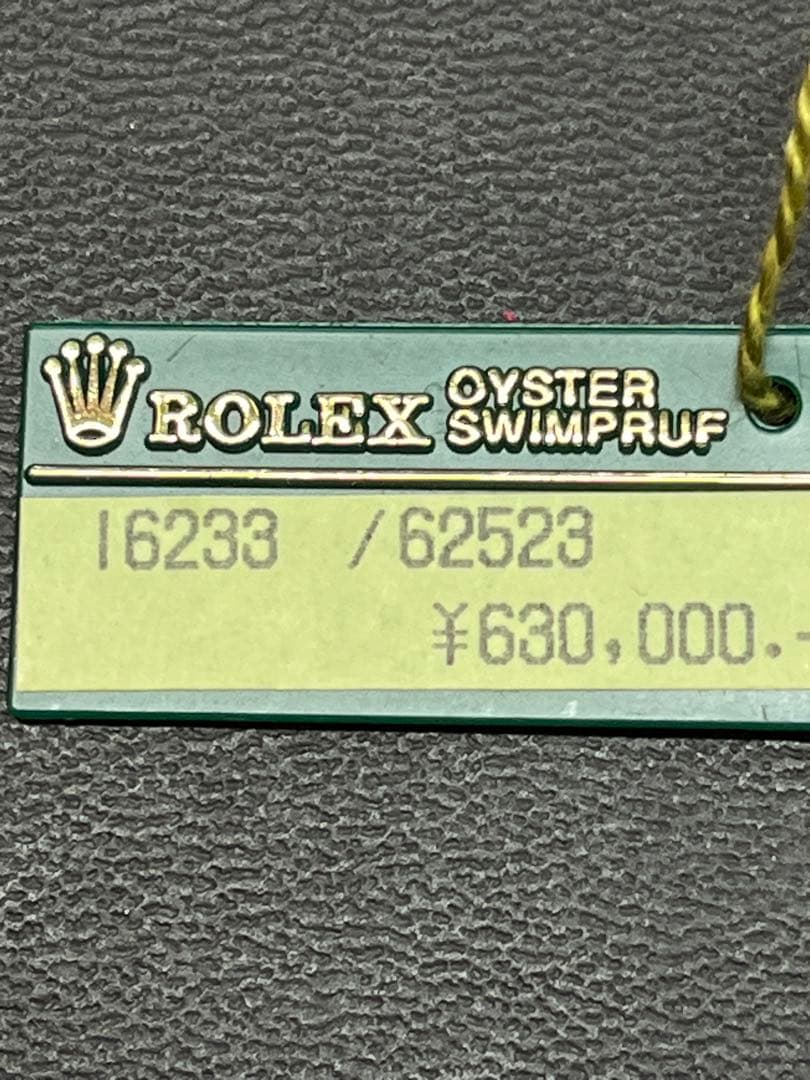 ROLEX OYSTER SWIMPRUF
16233 /62523
¥630,000.-